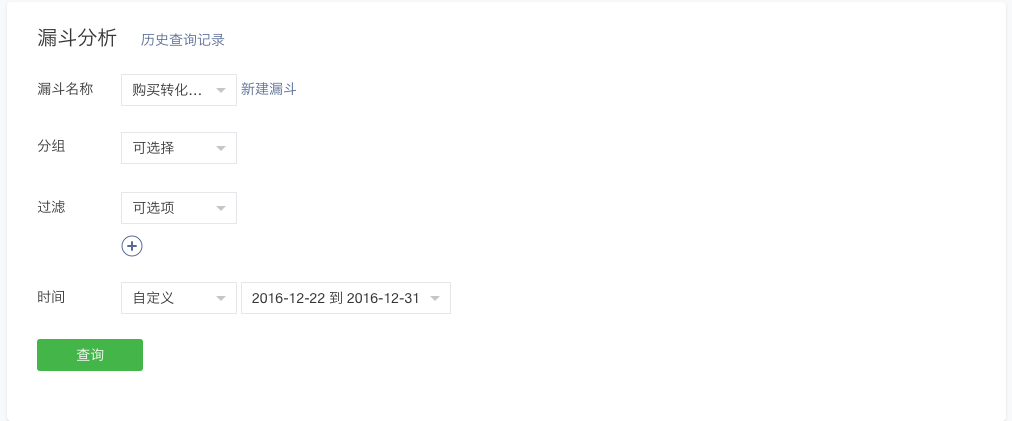 漏斗分析 历史查询记录
漏斗名称 购买转化... 新建漏斗
分组 可选择
过滤 可选项
时间 自定义 2016-12-22 到 2016-12-31
查询